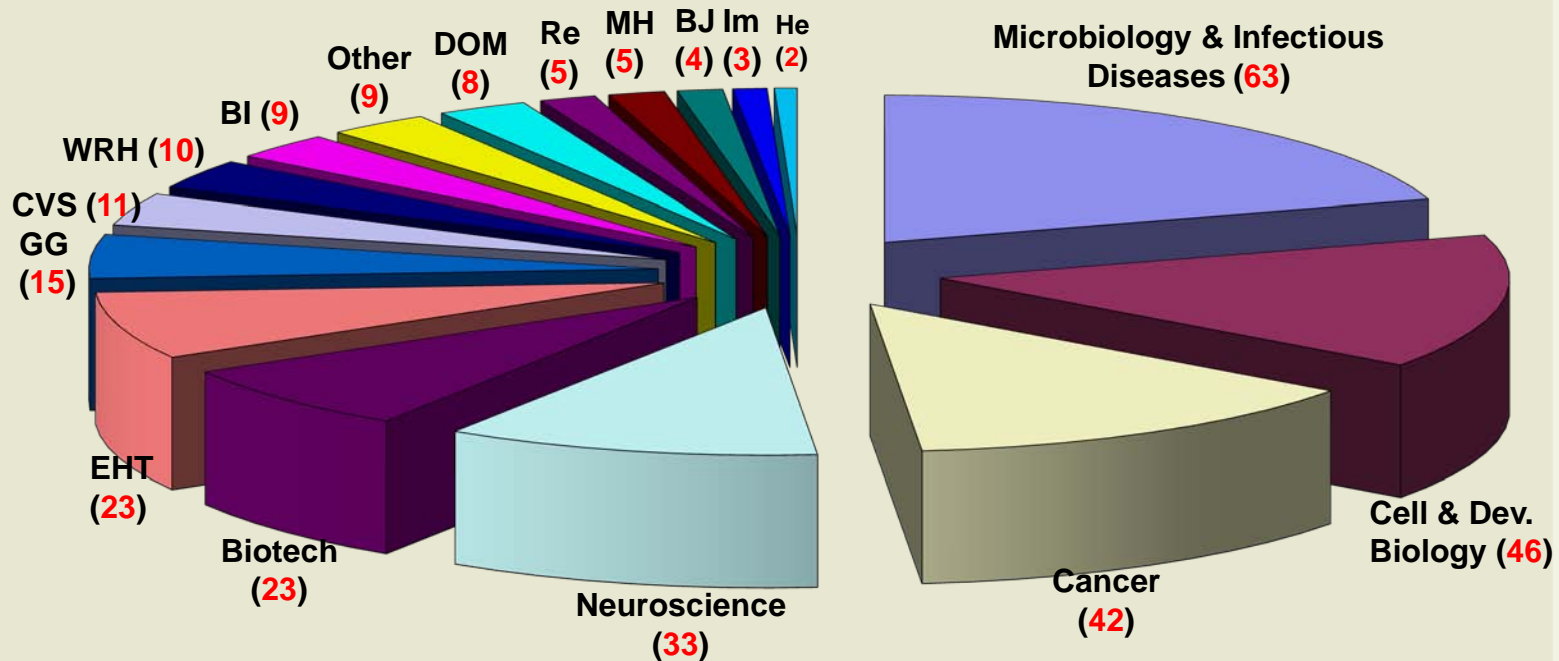 Microbiology & Infectious
Diseases (63)
Cell & Dev.
Biology (46)
Cancer
(42)
Neuroscience
(33)
Biotech
(23)
EHT
(23)
GG
(15)
CVS (11)
WRH (10)
BI (9)
Other
(9)
DOM
(8)
Re
(5)
MH
(5)
BJ
(4)
Im
(3)
He
(2)